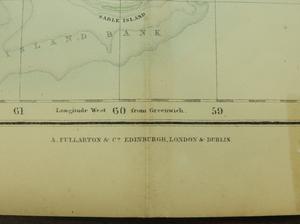 SABLE ISLAND
ISLAND BANK
61 Longitude West 60 from Greenwich. 59
A. FULLARTON & Co. EDINBURGH, LONDON & DUBLIN